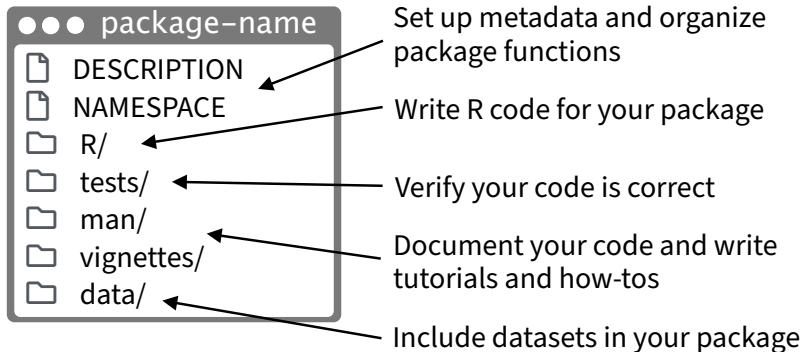 package-name
DESCRIPTION
NAMESPACE
R/
tests/
man/
vignettes/
data/
Set up metadata and organize
package functions
Write R code for your package
Verify your code is correct
Document your code and write
tutorials and how-tos
Include datasets in your package